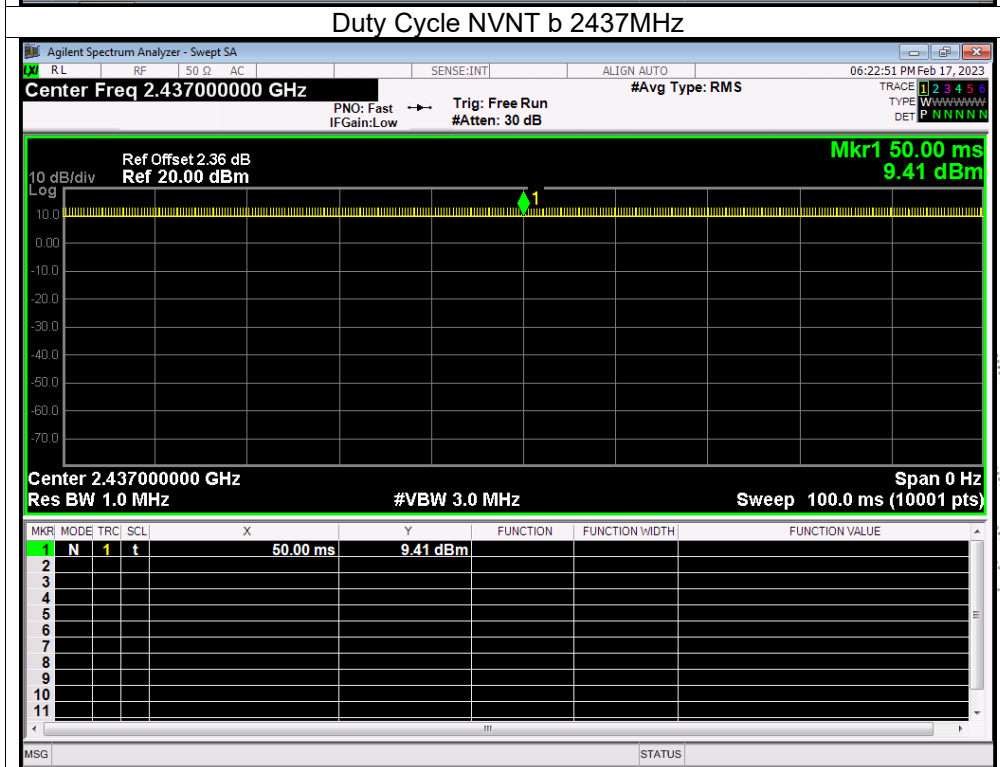 Duty Cycle NVNT b 2437MHz
Agilent Spectrum Analyzer - Swept SA
LXI RL RF 50 Ω AC SENSE:INT ALIGN AUTO 06:22:51 PM Feb 17, 2023
Center Freq 2.437000000 GHz #Avg Type: RMS TRACE 1 2 3 4 5 6
PNO: Fast Trig: Free Run TYPE WWWWWW
IFGain:Low #Atten: 30 dB DET P N N N N N
Mkr1 50.00 ms
Ref Offset 2.36 dB
10 dB/div Ref 20.00 dBm 9.41 dBm
Log
1
10.0
0.00
-10.0
-20.0
-30.0
-40.0
-50.0
-60.0
-70.0
Center 2.437000000 GHz Span 0 Hz
Res BW 1.0 MHz #VBW 3.0 MHz Sweep 100.0 ms (10001 pts)
MKR MODE TRC SCL X Y FUNCTION FUNCTION WIDTH FUNCTION VALUE
1 N 1 t 50.00 ms 9.41 dBm
2
3
4
5
6
7
8
9
10
11
MSG STATUS